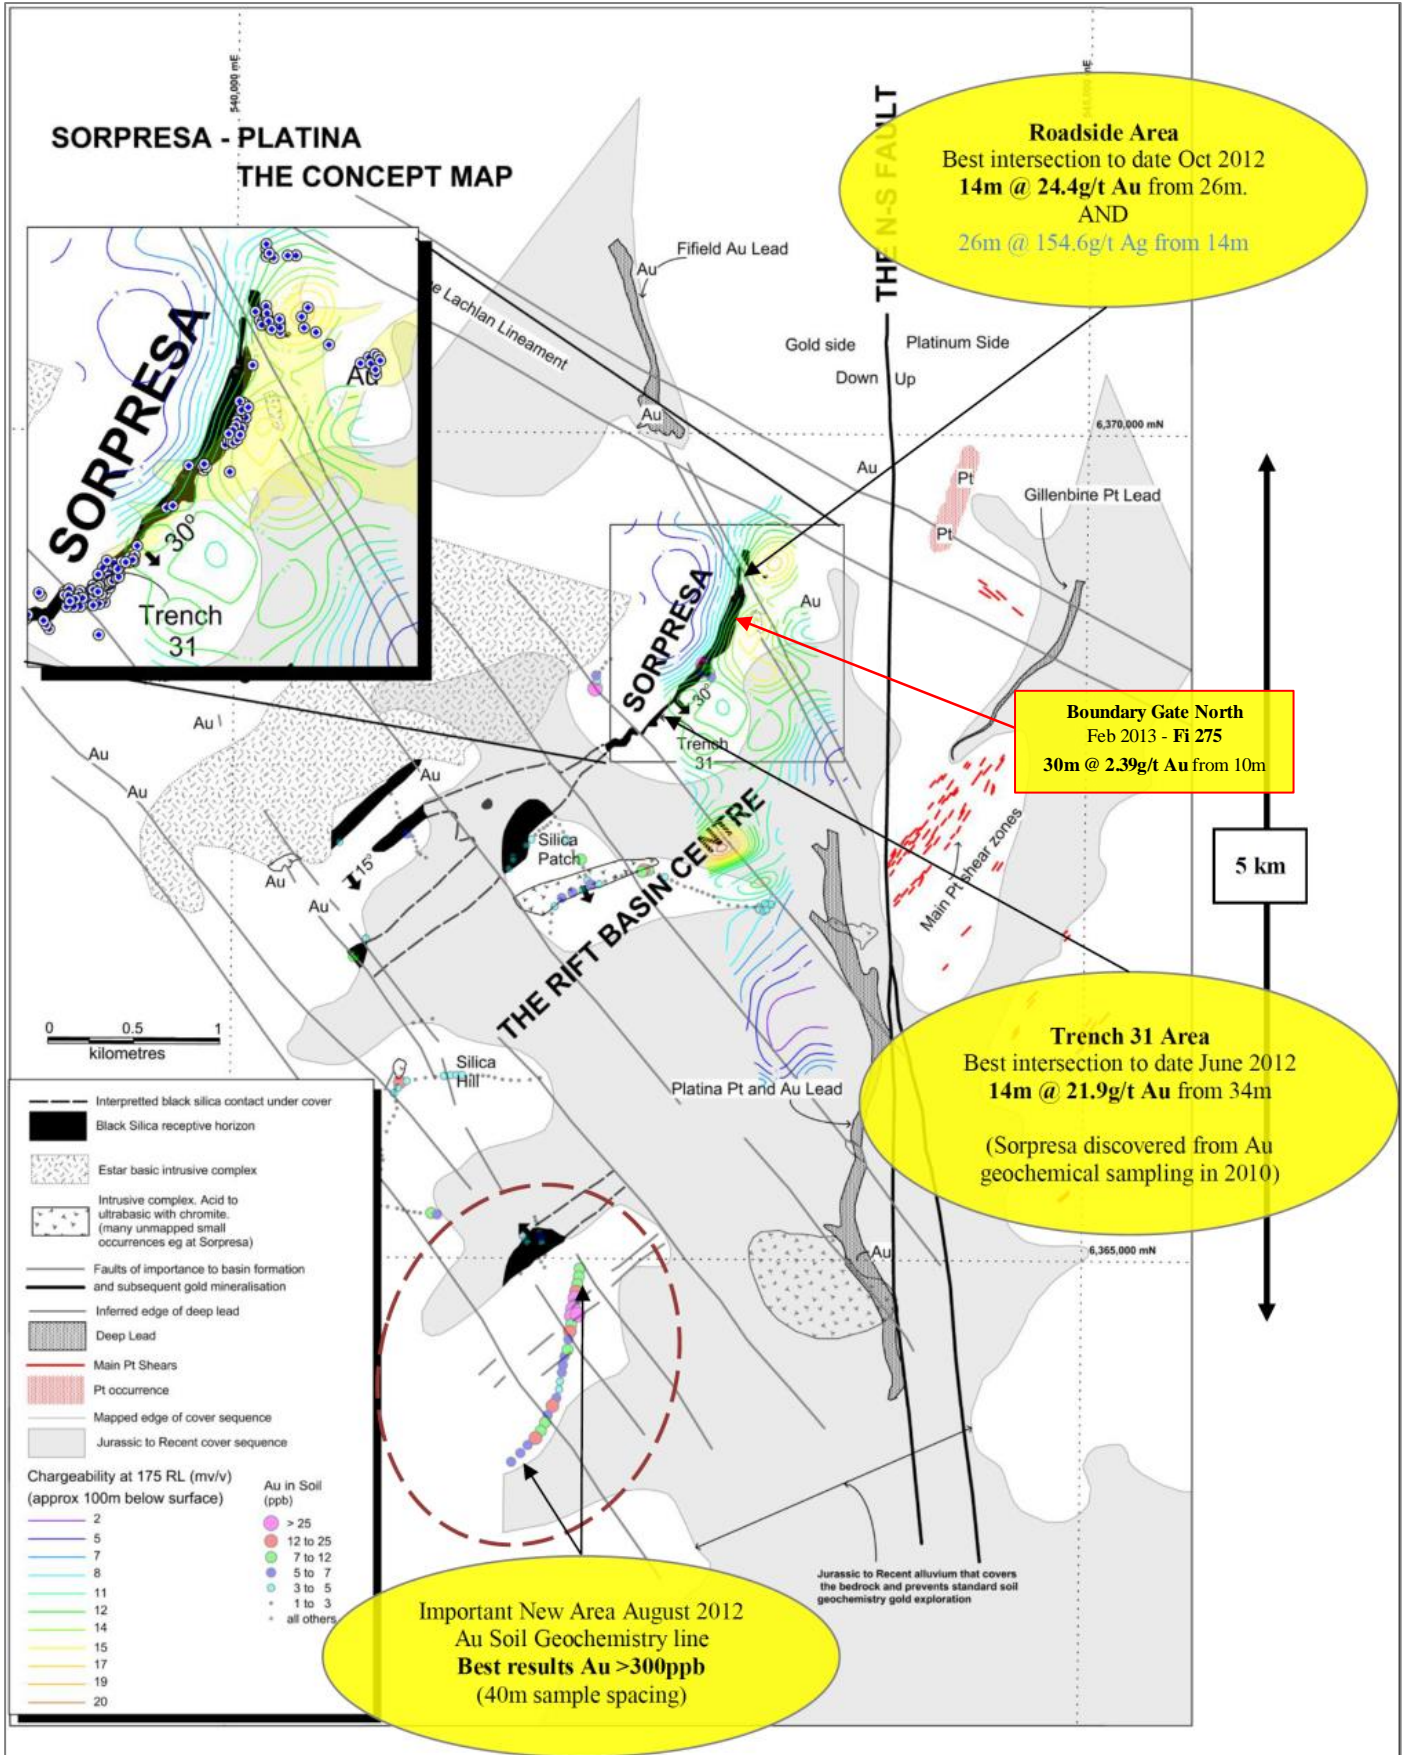 540,000 mE
SORPRESA - PLATINA
THE CONCEPT MAP
THE N-S FAULT
Roadside Area
Best intersection to date Oct 2012
14m @ 24.4g/t Au from 26m.
AND
26m @ 154.6g/t Ag from 14m
SORPRESA
Au
30°
Trench
31
Lachlan Lineament
Au
Fifield Au Lead
Au
Gold side
Platinum Side
Down
Up
6,370,000 mN
Au
Pt
Pt
Gillenbine Pt Lead
SORPRESA
Au
30°
Trench
31
Boundary Gate North
Feb 2013 - Fi 275
30m @ 2.39g/t Au from 10m
5 km
Au
Au
Au
Au
Au
Au
15°
Silica
Patch
THE RIFT BASIN CENTRE
Main Pt shear zones
0 0.5 1
kilometres
Silica
Hill
Platina Pt and Au Lead
Trench 31 Area
Best intersection to date June 2012
14m @ 21.9g/t Au from 34m
(Sorpresa discovered from Au
geochemical sampling in 2010)
6,365,000 mN
Au
Interpretted black silica contact under cover
Black Silica receptive horizon
Estar basic intrusive complex
Intrusive complex. Acid to
ultrabasic with chromite.
(many unmapped small
occurrences eg at Sorpresa)
Faults of importance to basin formation
and subsequent gold mineralisation
Inferred edge of deep lead
Deep Lead
Main Pt Shears
Pt occurrence
Mapped edge of cover sequence
Jurassic to Recent cover sequence
Chargeability at 175 RL (mv/v)
(approx 100m below surface)
2
5
7
8
11
12
14
15
17
19
20
Au in Soil
(ppb)
> 25
12 to 25
7 to 12
5 to 7
3 to 5
1 to 3
all others
Important New Area August 2012
Au Soil Geochemistry line
Best results Au >300ppb
(40m sample spacing)
Jurassic to Recent alluvium that covers
the bedrock and prevents standard soil
geochemistry gold exploration